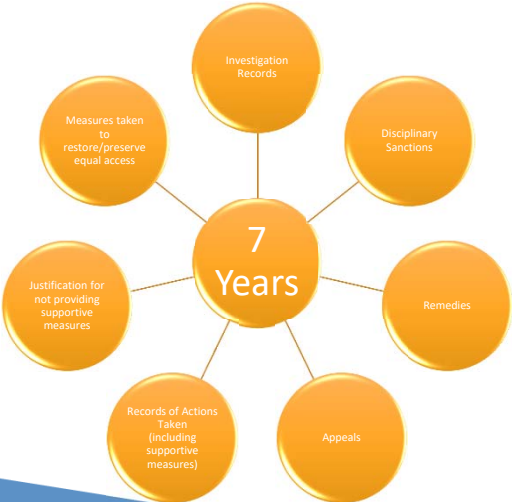 Investigation
Records
Disciplinary
Sanctions
Remedies
Appeals
Records of Actions
Taken
(including
supportive
measures)
Justification for
not providing
supportive
measures
Measures taken
to
restore/preserve
equal access
7
Years